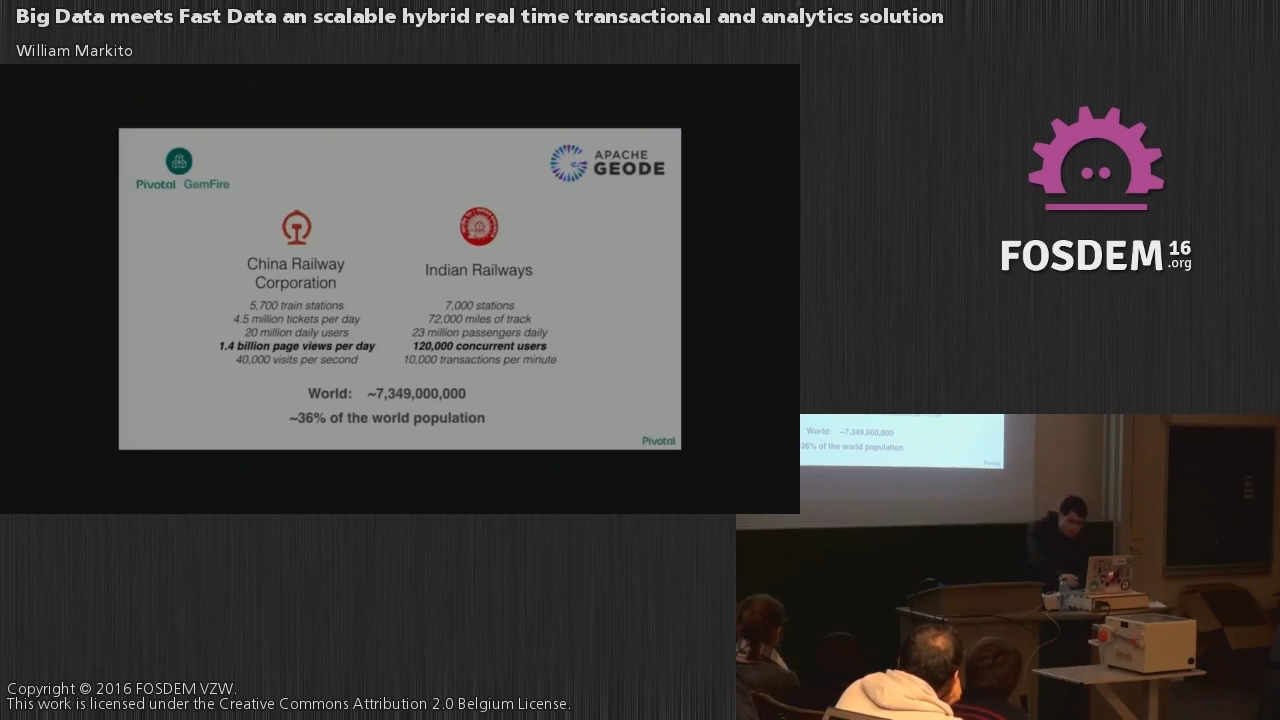 Big Data meets Fast Data an scalable hybrid real time transactional and analytics solution
William Markito
Pivotal GemFire
APACHE
GEODE
China Railway
Corporation
5,700 train stations
4.5 million tickets per day
20 million daily users
1.4 billion page views per day
40,000 visits per second
Indian Railways
7,000 stations
72,000 miles of track
23 million passengers daily
120,000 concurrent users
10,000 transactions per minute
World: ~7,349,000,000
~36% of the world population
Pivotal
FOSDEM 16
.org
World: ~7,349,000,000
36% of the world population
Pivotal
Copyright © 2016 FOSDEM VZW.
This work is licensed under the Creative Commons Attribution 2.0 Belgium License.